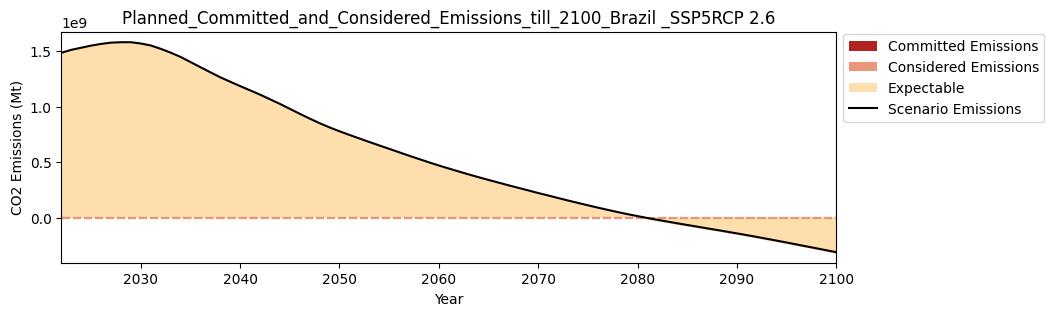 Planned_Committed_and_Considered_Emissions_till_2100_Brazil _SSP5RCP 2.6
1e9
1.5
1.0
0.5
0.0
CO2 Emissions (Mt)
2030 2040 2050 2060 2070 2080 2090 2100
Year
Committed Emissions
Considered Emissions
Expectable
Scenario Emissions